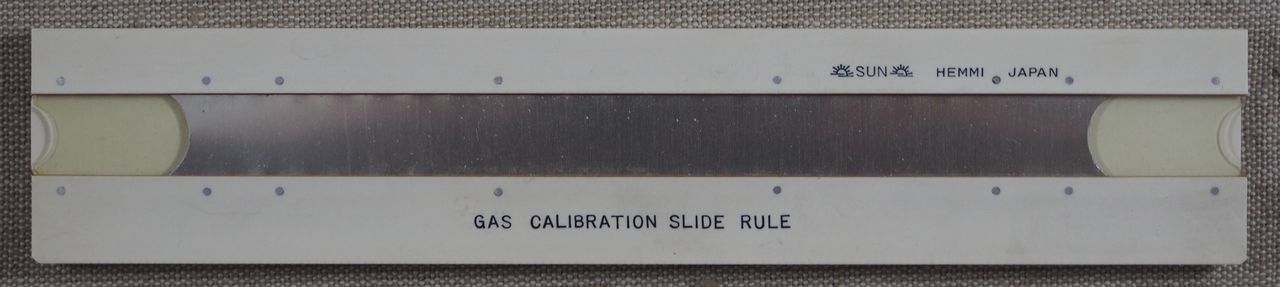 SUN HEMMI JAPAN
GAS CALIBRATION SLIDE RULE